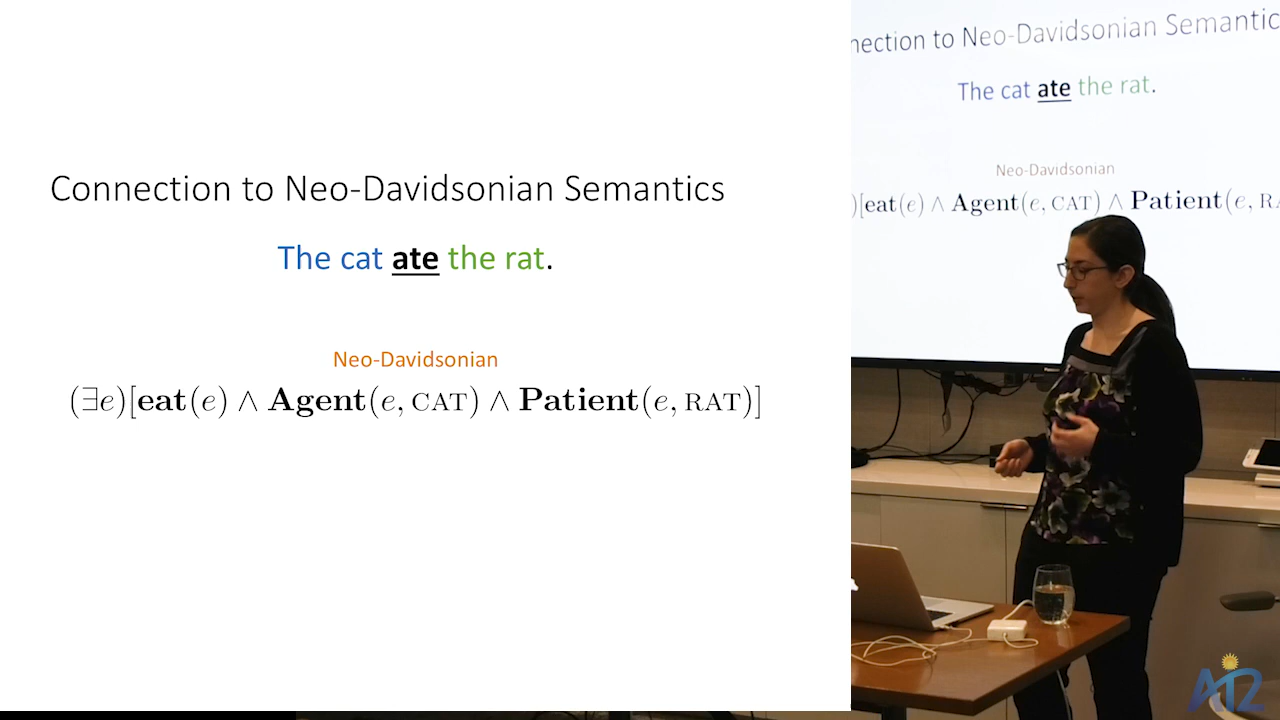 Connection to Neo-Davidsonian Semantics
The cat ate the rat.
Neo-Davidsonian
(∃e)[eat(e) ∧ Agent(e, CAT) ∧ Patient(e, RAT)]
nection to Neo-Davidsonian Semantic
The cat ate the rat.
Neo-Davidsonian
)[eat(e) ∧ Agent(e, CAT) ∧ Patient(e, RA
AI2